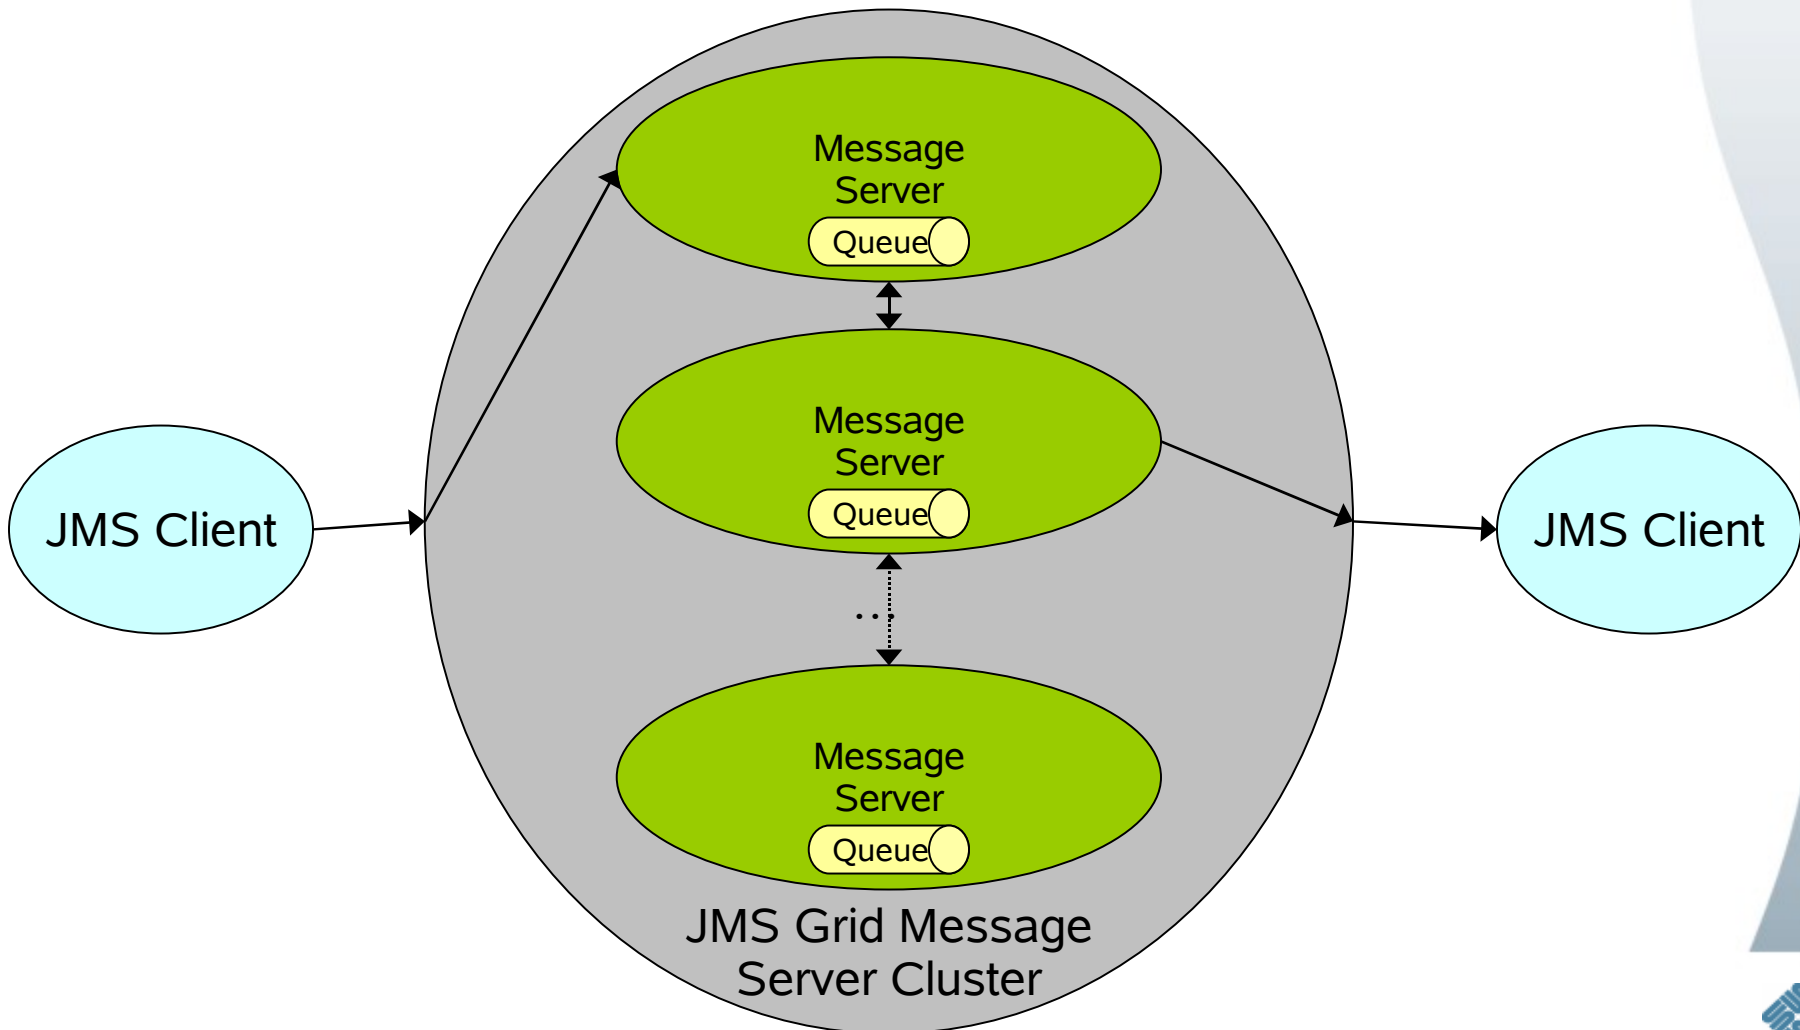 Message
Server
Queue
Message
Server
Queue
JMS Client
JMS Client
...
Message
Server
Queue
JMS Grid Message
Server Cluster